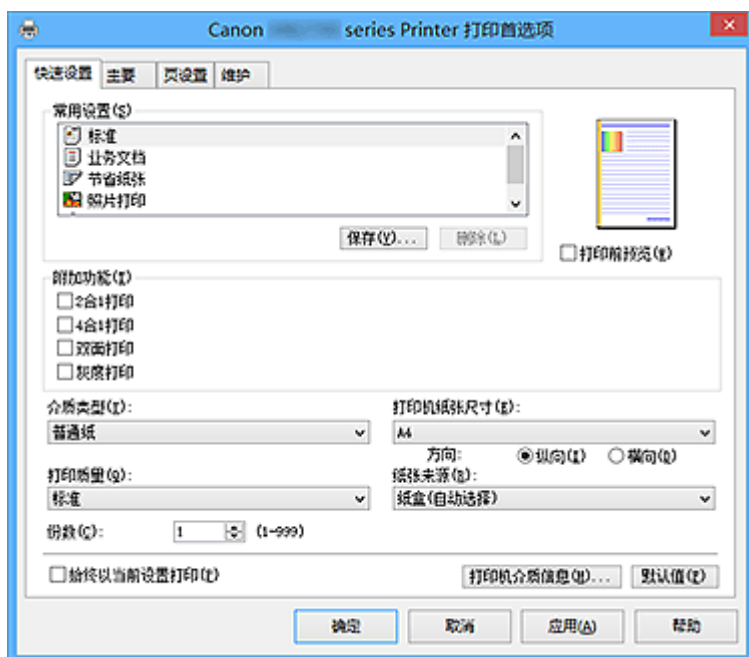 Canon series Printer 打印首选项
快速设置 主要 页设置 维护
常用设置(S)
标准
业务文档
节省纸张
照片打印
保存(V)... 删除(L)
打印前预览(W)
附加功能(I)
2合1打印
4合1打印
双面打印
灰度打印
介质类型(I): 打印机纸张尺寸(E):
普通纸 A4
方向: 纵向(I) 横向(Q)
打印质量(Q): 纸张来源(B):
标准 纸盒(自动选择)
份数(C): 1 (1-999)
始终以当前设置打印(T)
打印机介质信息(M)... 默认值(F)
确定 取消 应用(A) 帮助